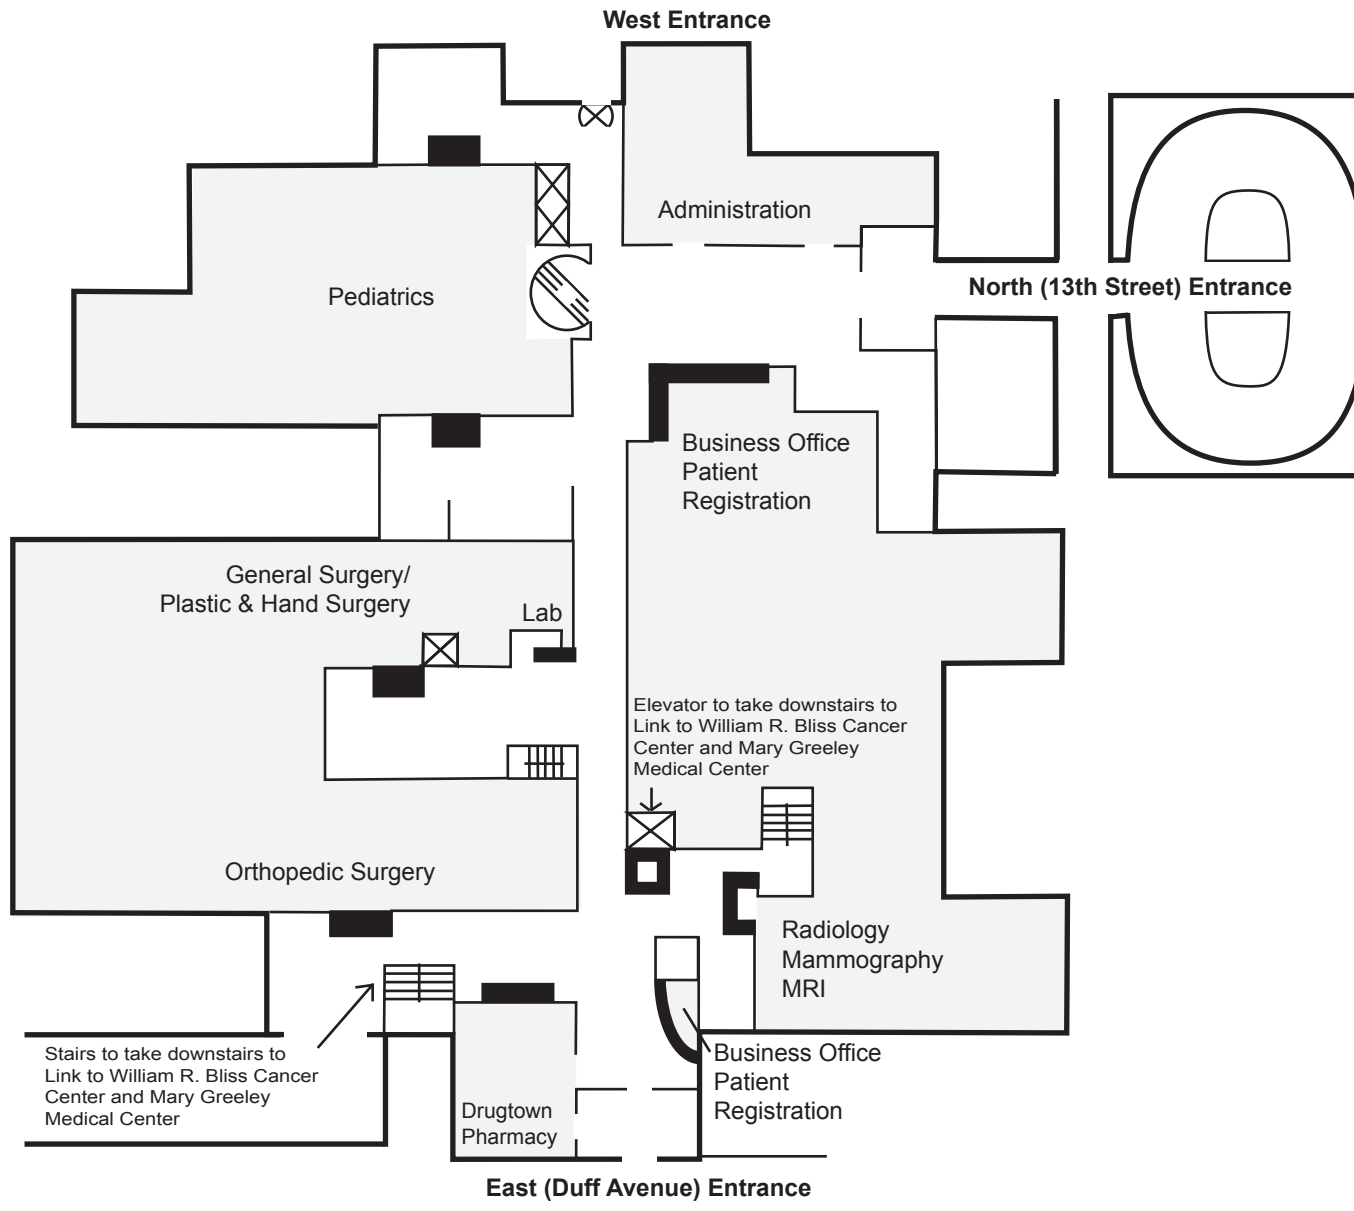 West Entrance
Administration
North (13th Street) Entrance
Pediatrics
Business Office
Patient
Registration
General Surgery/
Plastic & Hand Surgery
Lab
Elevator to take downstairs to
Link to William R. Bliss Cancer
Center and Mary Greeley
Medical Center
Orthopedic Surgery
Radiology
Mammography
MRI
Stairs to take downstairs to
Link to William R. Bliss Cancer
Center and Mary Greeley
Medical Center
Business Office
Patient
Registration
Drugtown
Pharmacy
East (Duff Avenue) Entrance